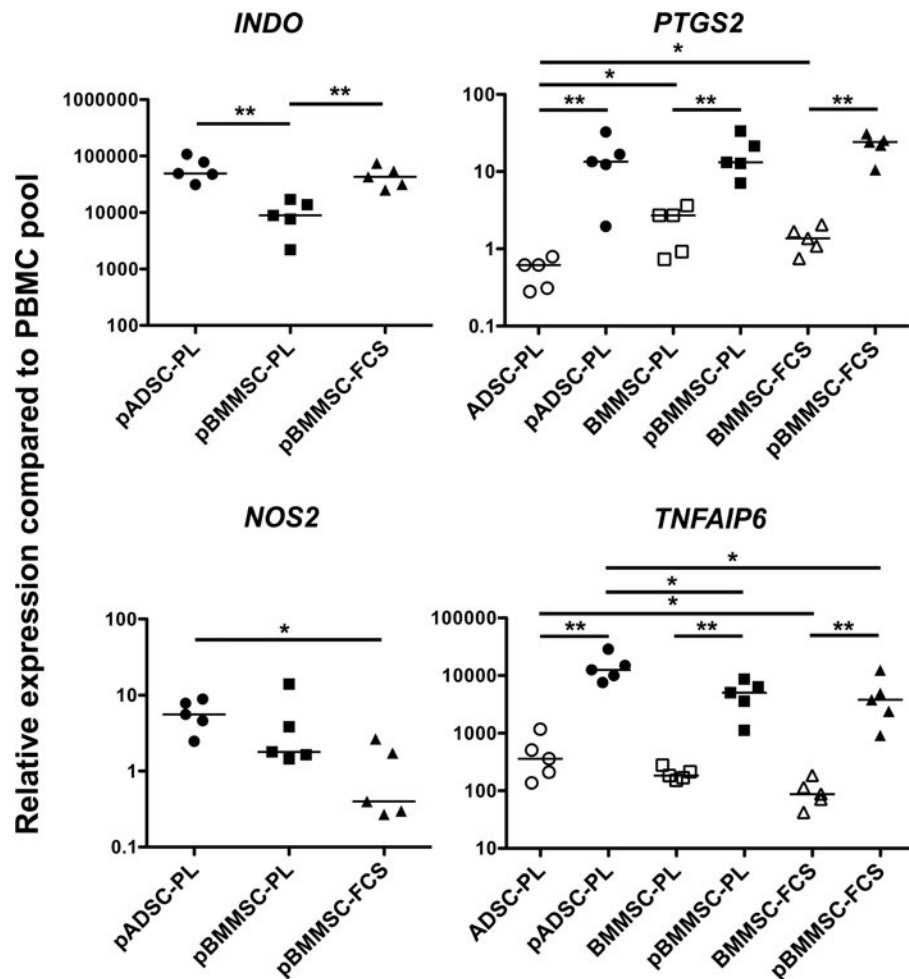 Relative expression compared to PBMC pool
INDO
** **
1000000
100000
10000
1000
100
pADSC-PL
pBMMSC-PL
pBMMSC-FCS
PTGS2
*
*
** ** **
100
10
1
0.1
ADSC-PL
pADSC-PL
BMMSC-PL
pBMMSC-PL
BMMSC-FCS
pBMMSC-FCS
NOS2
*
100
10
1
0.1
pADSC-PL
pBMMSC-PL
pBMMSC-FCS
TNFAIP6
*
*
*
** ** **
100000
10000
1000
100
10
ADSC-PL
pADSC-PL
BMMSC-PL
pBMMSC-PL
BMMSC-FCS
pBMMSC-FCS